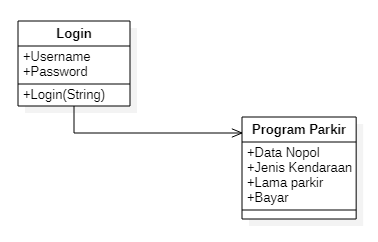 Login
+Username
+Password
+Login(String)
Program Parkir
+Data Nopol
+Jenis Kendaraan
+Lama parkir
+Bayar